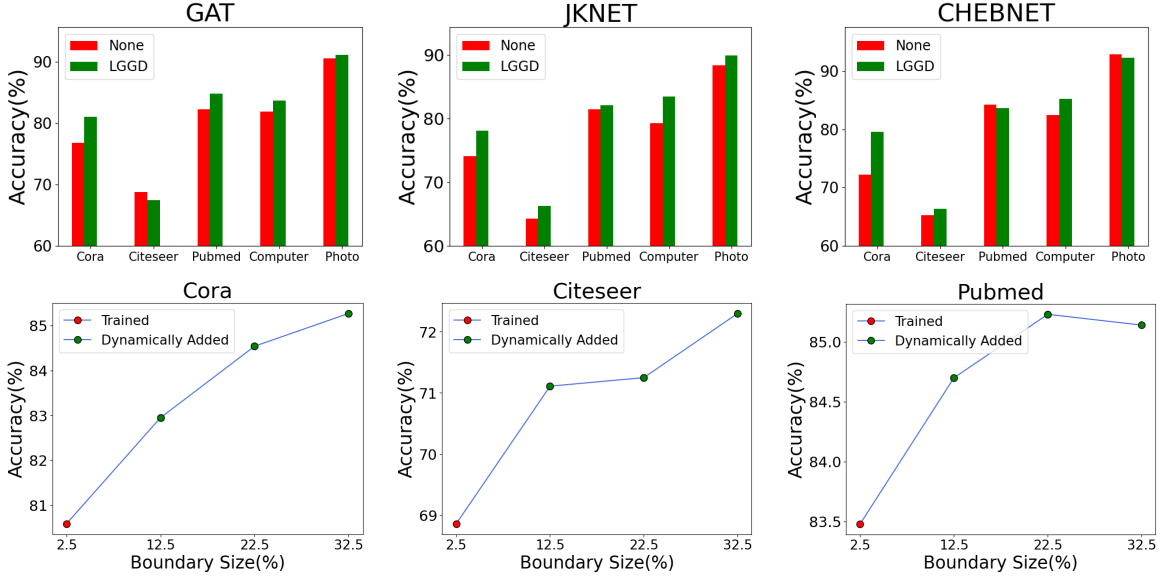 GAT
Accuracy(%)
90
80
70
60
None
LGGD
Cora Citeseer Pubmed Computer Photo
JKNET
Accuracy(%)
90
80
70
60
None
LGGD
Cora Citeseer Pubmed Computer Photo
CHEBNET
Accuracy(%)
90
80
70
60
None
LGGD
Cora Citeseer Pubmed Computer Photo
Cora
Accuracy(%)
85
84
83
82
81
Trained
Dynamically Added
2.5 12.5 22.5 32.5
Boundary Size(%)
Citeseer
Accuracy(%)
72
71
70
69
Trained
Dynamically Added
2.5 12.5 22.5 32.5
Boundary Size(%)
Pubmed
Accuracy(%)
85.0
84.5
84.0
83.5
Trained
Dynamically Added
2.5 12.5 22.5 32.5
Boundary Size(%)